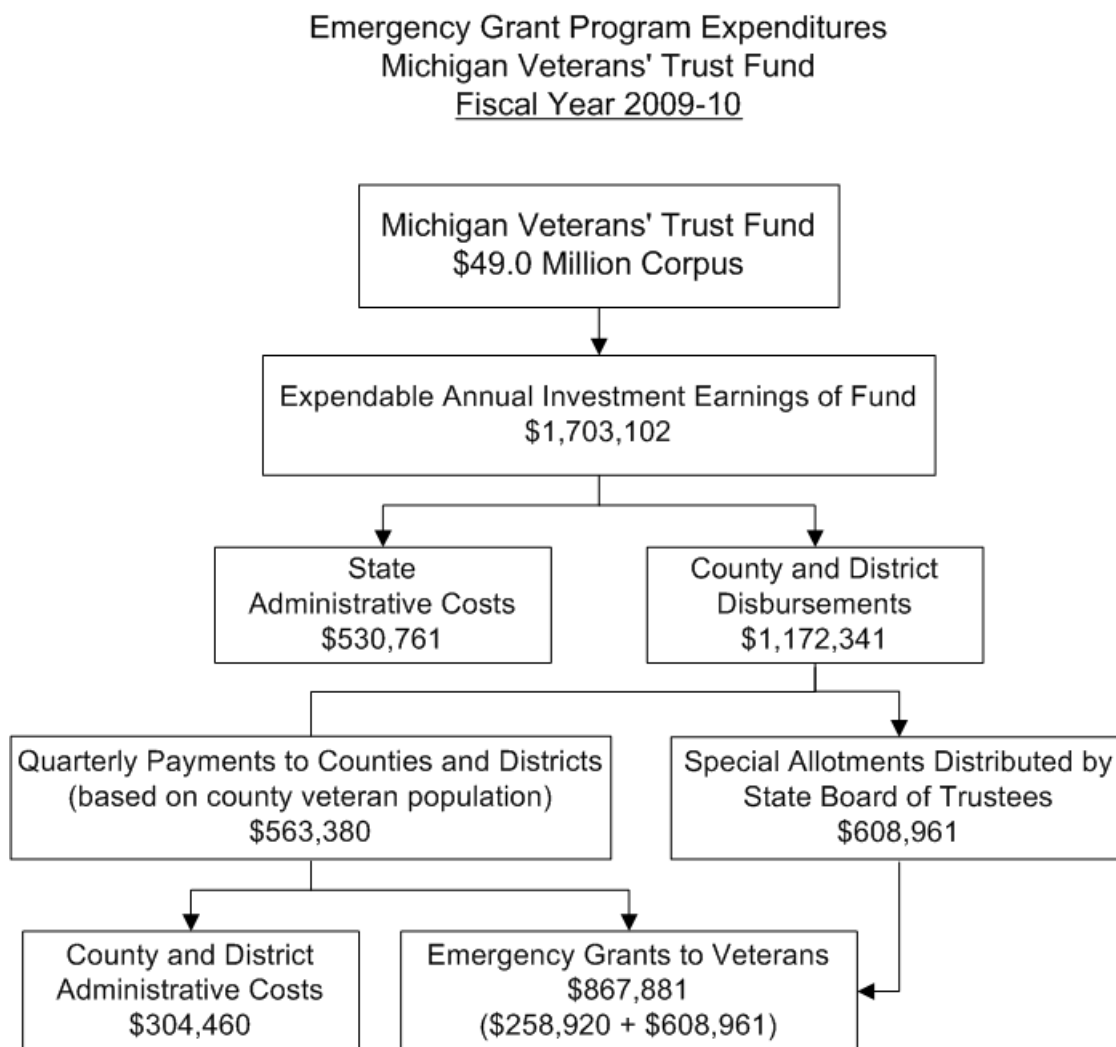 Emergency Grant Program Expenditures
Michigan Veterans' Trust Fund
Fiscal Year 2009-10
Michigan Veterans' Trust Fund
$49.0 Million Corpus
Expendable Annual Investment Earnings of Fund
$1,703,102
State
Administrative Costs
$530,761
County and District
Disbursements
$1,172,341
Quarterly Payments to Counties and Districts
(based on county veteran population)
$563,380
Special Allotments Distributed by
State Board of Trustees
$608,961
County and District
Administrative Costs
$304,460
Emergency Grants to Veterans
$867,881
($258,920 + $608,961)